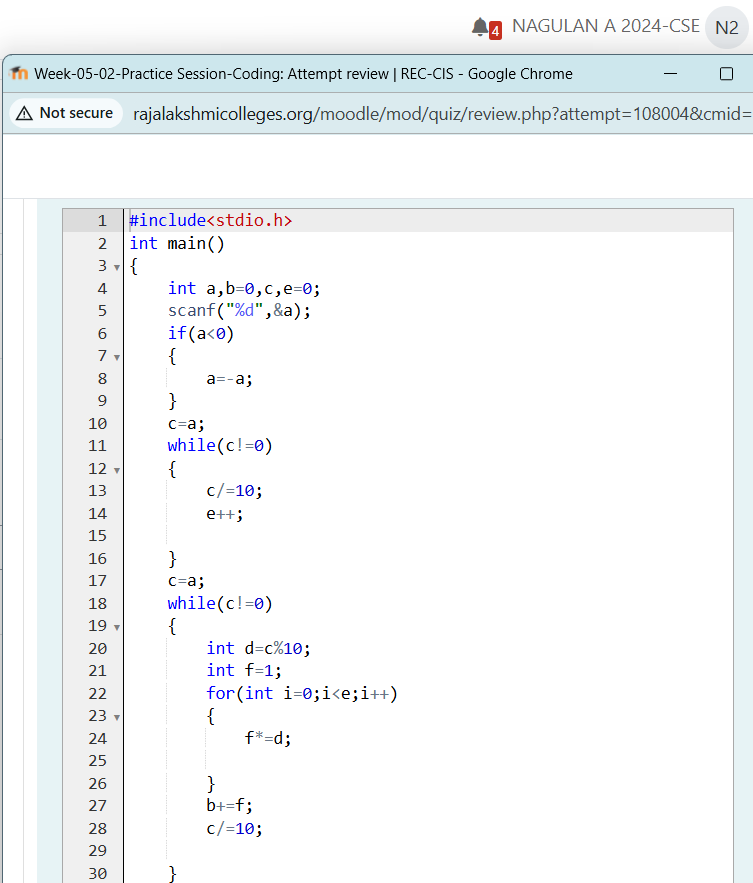 4 NAGULAN A 2024-CSE N2
Week-05-02-Practice Session-Coding: Attempt review | REC-CIS - Google Chrome
Not secure rajalakshmicolleges.org/moodle/mod/quiz/review.php?attempt=108004&cmid=
1 #include<stdio.h>
2 int main()
3 {
4     int a,b=0,c,e=0;
5     scanf("%d",&a);
6     if(a<0)
7     {
8         a=-a;
9     }
10     c=a;
11     while(c!=0)
12     {
13         c/=10;
14         e++;
15
16     }
17     c=a;
18     while(c!=0)
19     {
20         int d=c%10;
21         int f=1;
22         for(int i=0;i<e;i++)
23         {
24             f*=d;
25
26         }
27         b+=f;
28         c/=10;
29
30     }